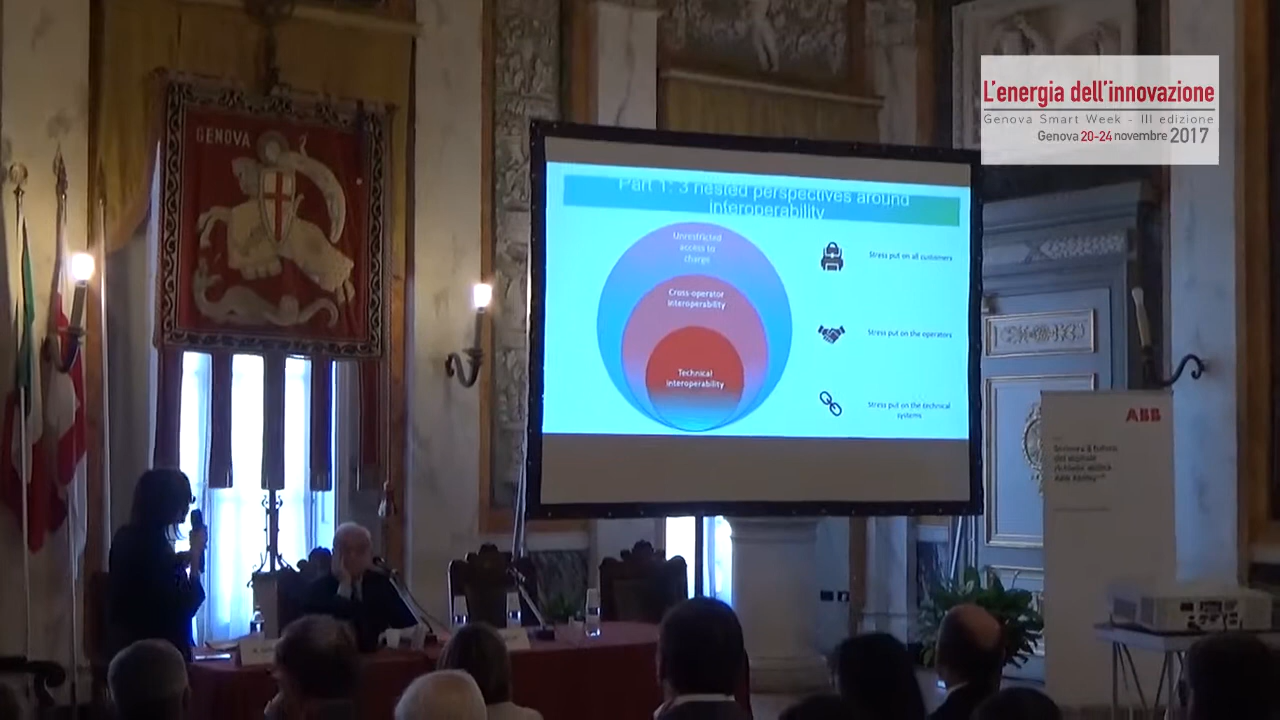 L'energia dell'innovazione
Genova Smart Week - III edizione
Genova 20-24 novembre 2017
GENOVA
Part 1: 3 nested perspectives around
interoperability
Unrestricted
access to
charge
Stress put on all customers
Cross-operator
interoperability
Stress put on the operators
Technical
interoperability
Stress put on the technical
systems
ABB